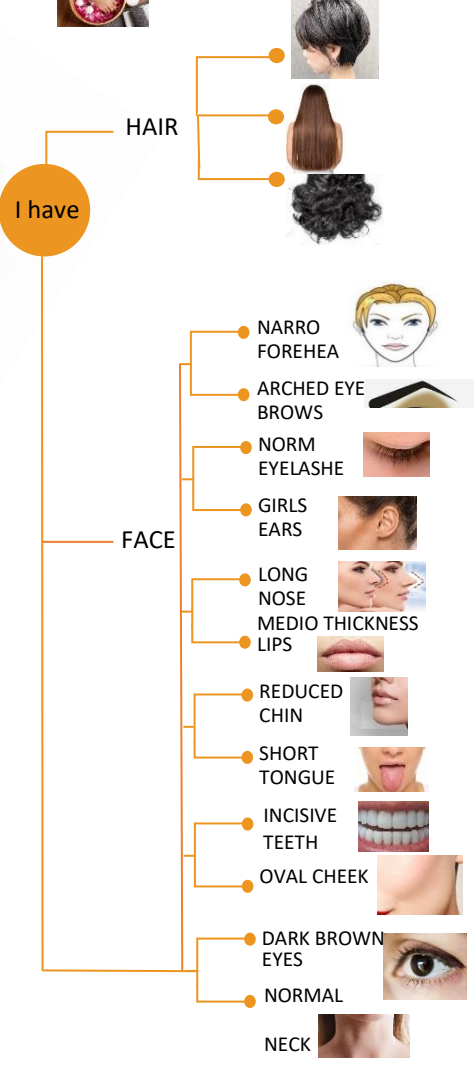 HAIR
I have
NARRO
FOREHEA
ARCHED EYE
BROWS
NORM
EYELASHE
GIRLS
EARS
FACE
LONG
NOSE
MEDIO THICKNESS
LIPS
REDUCED
CHIN
SHORT
TONGUE
INCISIVE
TEETH
OVAL CHEEK
DARK BROWN
EYES
NORMAL
NECK